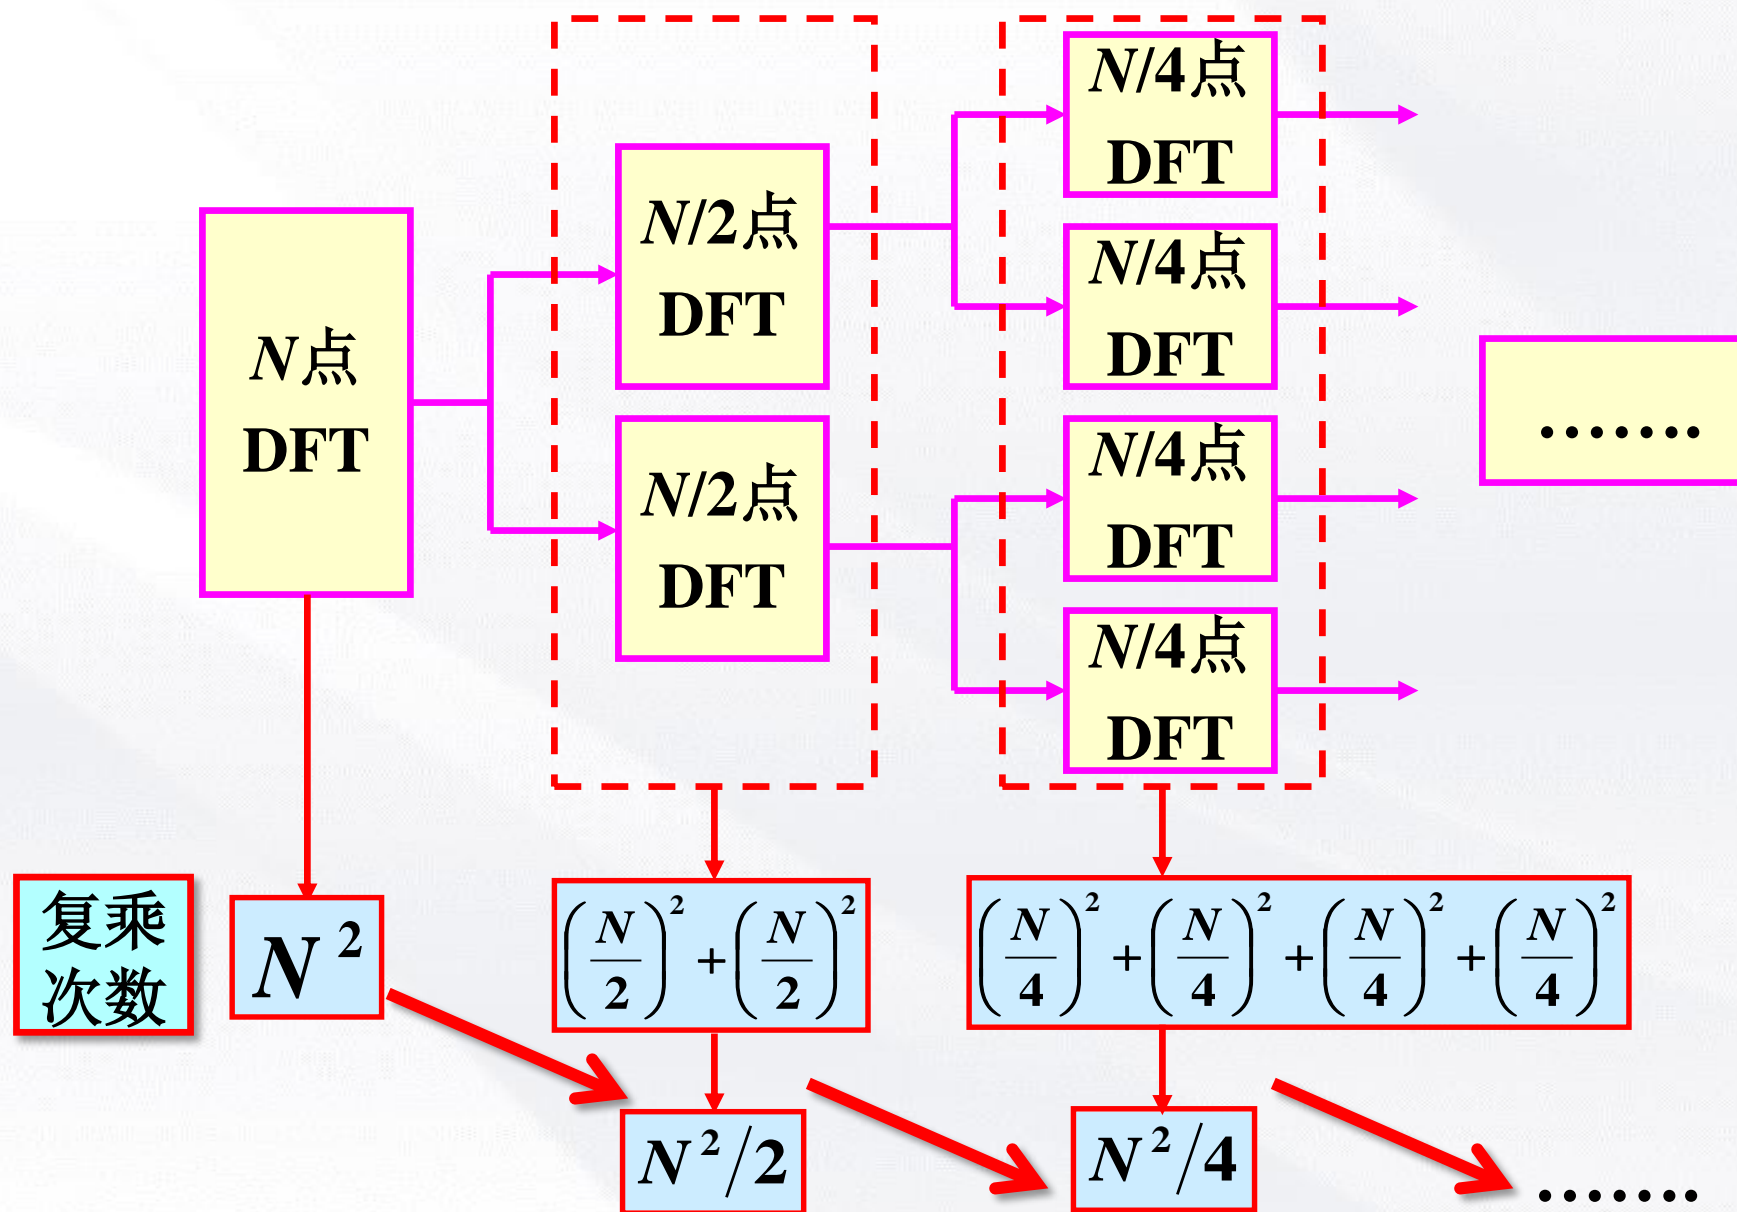 N点
DFT
N/2点
DFT
N/2点
DFT
N/4点
DFT
N/4点
DFT
N/4点
DFT
N/4点
DFT
.......
复乘
次数
N²
(N/2)² + (N/2)²
(N/4)² + (N/4)² + (N/4)² + (N/4)²
N²/2
N²/4
.......